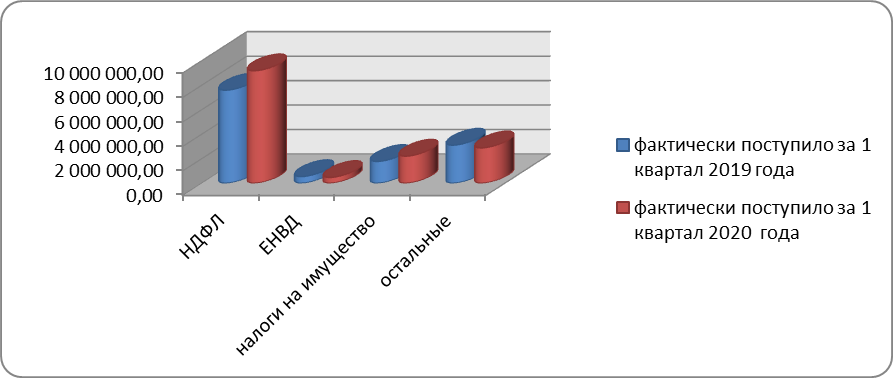 10 000 000,00
8 000 000,00
6 000 000,00
4 000 000,00
2 000 000,00
0,00
НДФЛ
ЕНВД
налоги на имущество
остальные
фактически поступило за 1
квартал 2019 года
фактически поступило за 1
квартал 2020 года